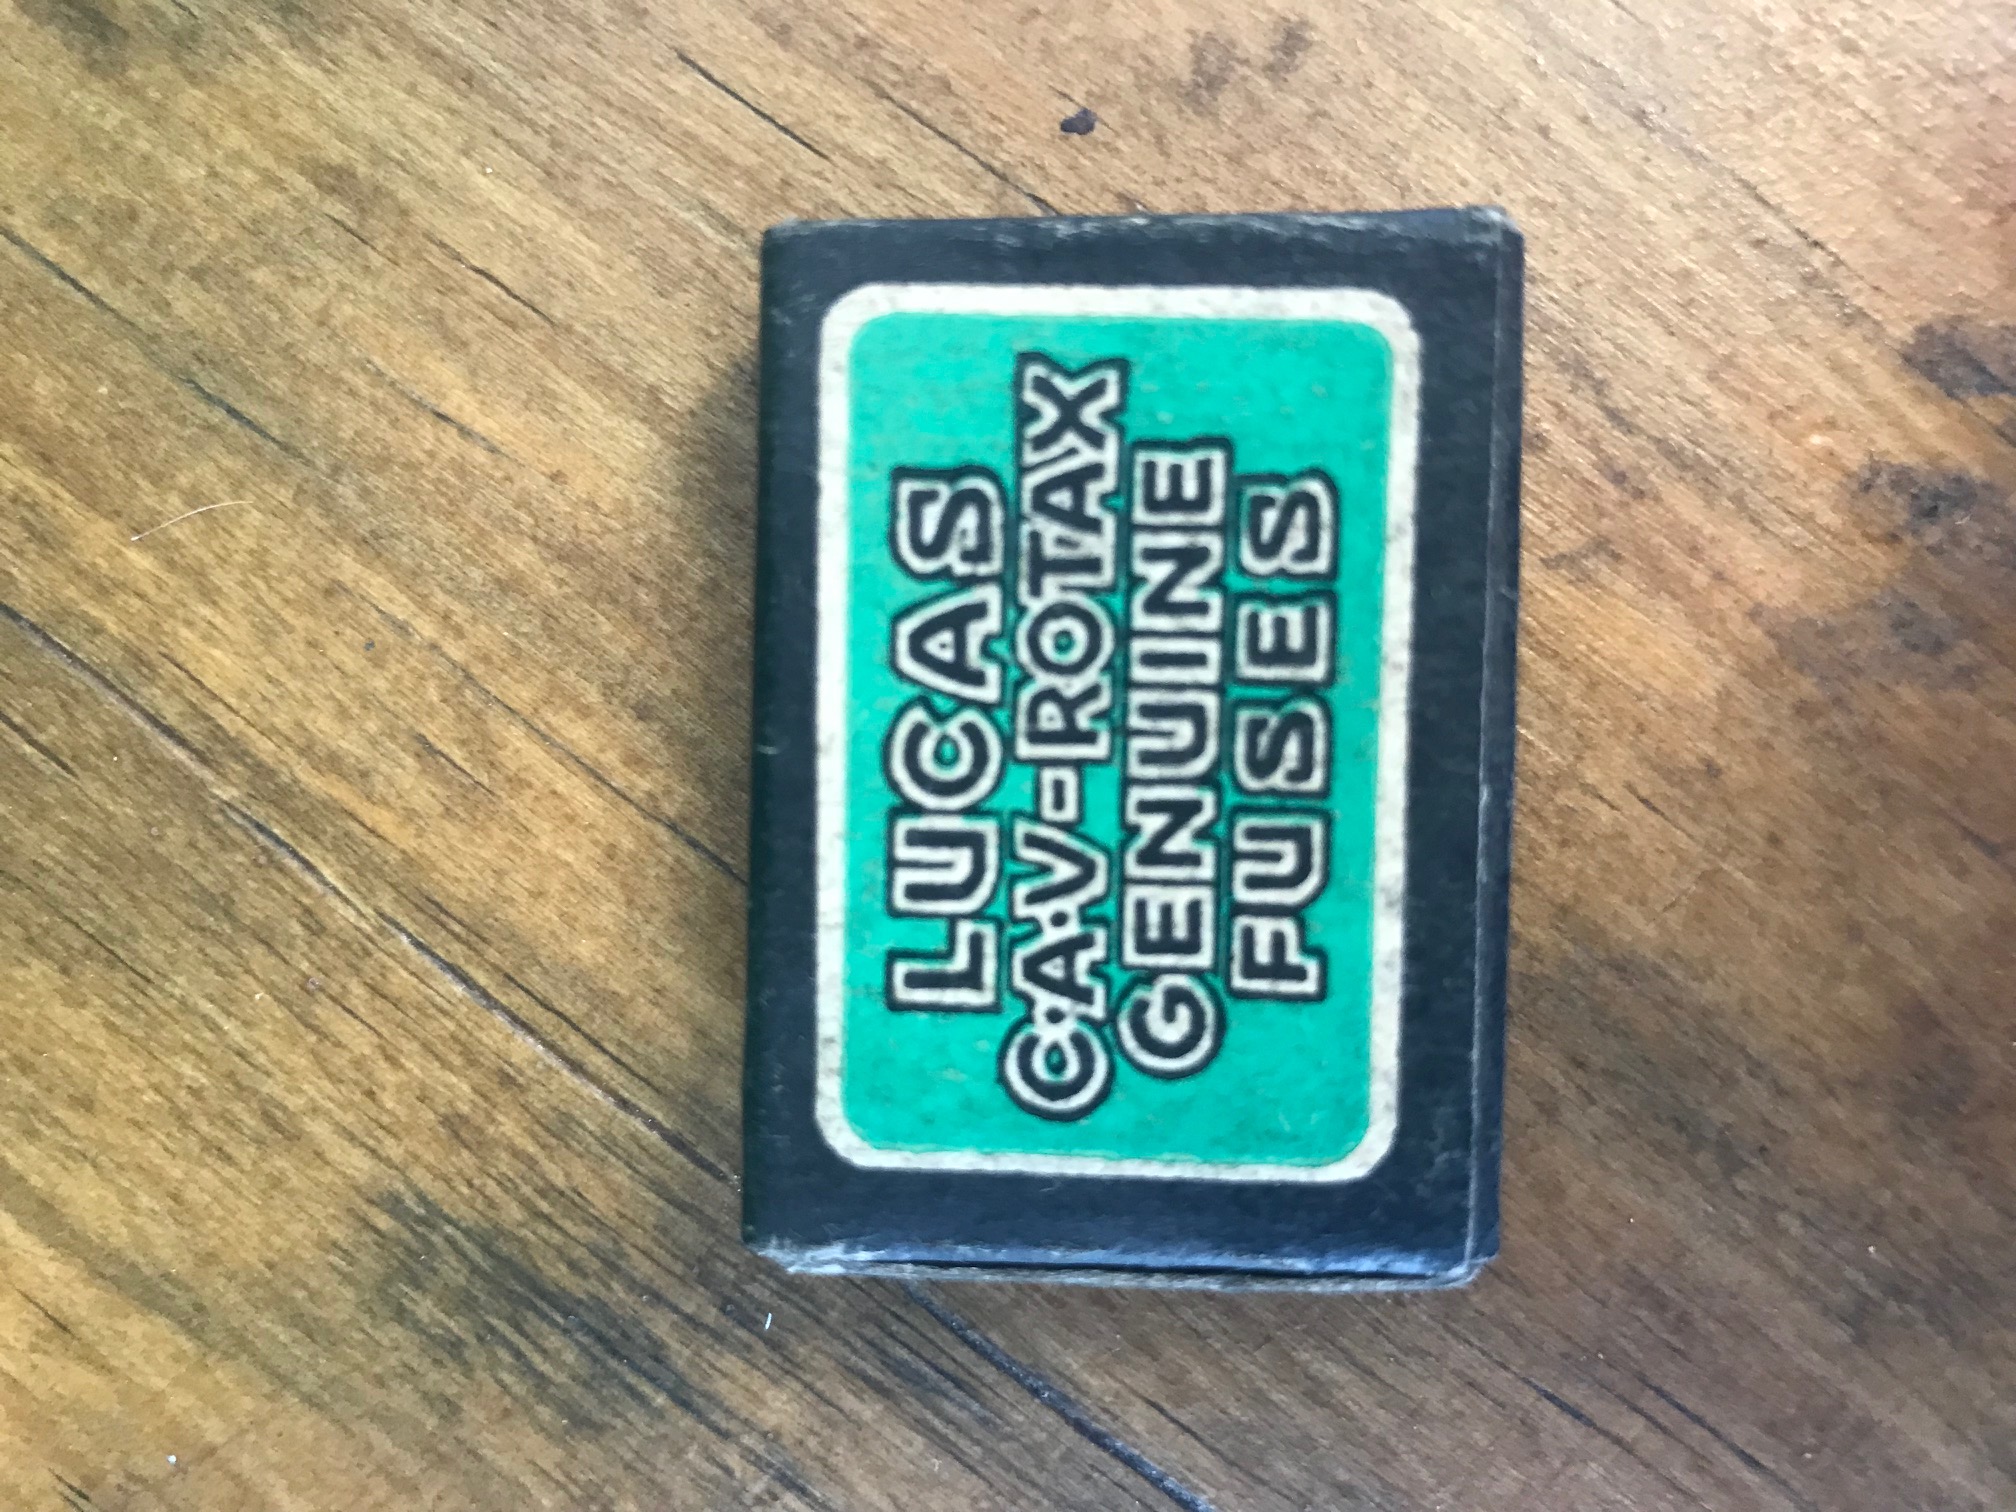 LUCAS
C·A·V-ROTAX
GENUINE
FUSES